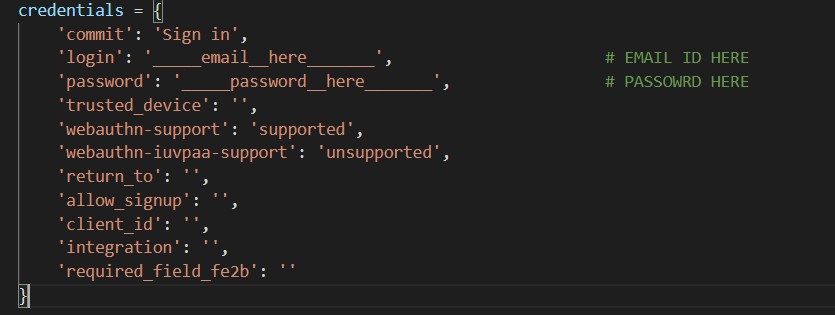 credentials = {
'commit': 'Sign in',
'login': '_____email__here_______', # EMAIL ID HERE
'password': '_____password__here_______', # PASSOWRD HERE
'trusted_device': '',
'webauthn-support': 'supported',
'webauthn-iuvpaa-support': 'unsupported',
'return_to': '',
'allow_signup': '',
'client_id': '',
'integration': '',
'required_field_fe2b': ''
}